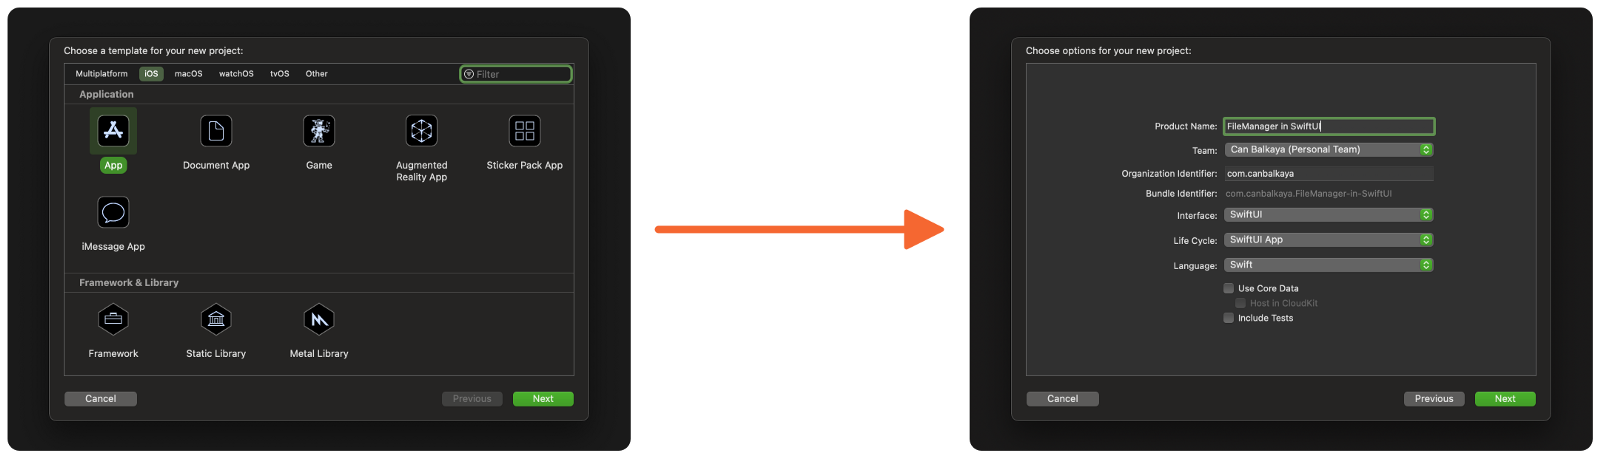 Choose a template for your new project:
Multiplatform iOS macOS watchOS tvOS Other Filter
Application
App Document App Game Augmented Reality App Sticker Pack App
iMessage App
Framework & Library
Framework Static Library Metal Library
Cancel Previous Next
Choose options for your new project:
Product Name: FileManager in SwiftUI
Team: Can Balkaya (Personal Team)
Organization Identifier: com.canbalkaya
Bundle Identifier: com.canbalkaya.FileManager-in-SwiftUI
Interface: SwiftUI
Life Cycle: SwiftUI App
Language: Swift
Use Core Data
Host in CloudKit
Include Tests
Cancel Previous Next